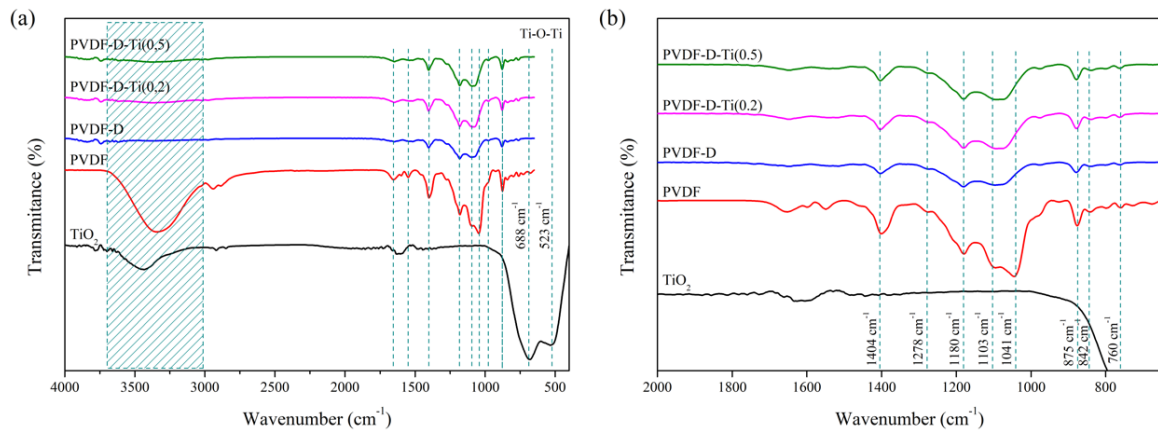 (a)
Ti-O-Ti
PVDF-D-Ti(0,5)
PVDF-D-Ti(0,2)
PVDF-D
PVDF
TiO2
688 cm-1
523 cm-1
Transmitance (%)
4000 3500 3000 2500 2000 1500 1000 500
Wavenumber (cm-1)
(b)
PVDF-D-Ti(0.5)
PVDF-D-Ti(0.2)
PVDF-D
PVDF
TiO2
1404 cm-1
1278 cm-1
1180 cm-1
1103 cm-1
1041 cm-1
875 cm-1
842 cm-1
760 cm-1
Transmitance (%)
2000 1800 1600 1400 1200 1000 800
Wavenumber (cm-1)